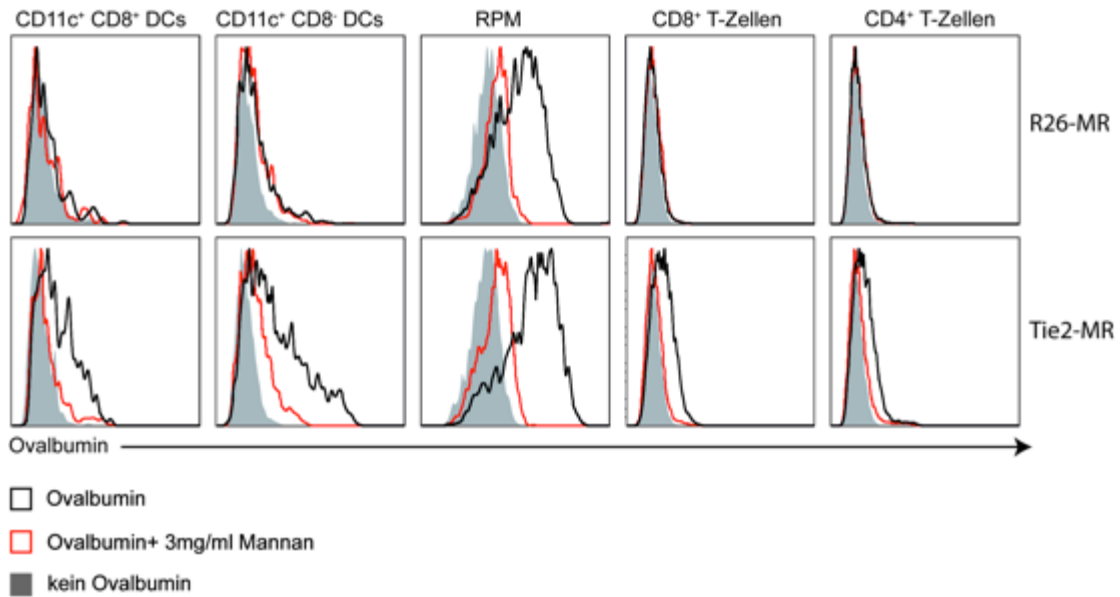 CD11c⁺ CD8⁺ DCs CD11c⁺ CD8⁻ DCs RPM CD8⁺ T-Zellen CD4⁺ T-Zellen
R26-MR
Tie2-MR
Ovalbumin
Ovalbumin
Ovalbumin+ 3mg/ml Mannan
kein Ovalbumin